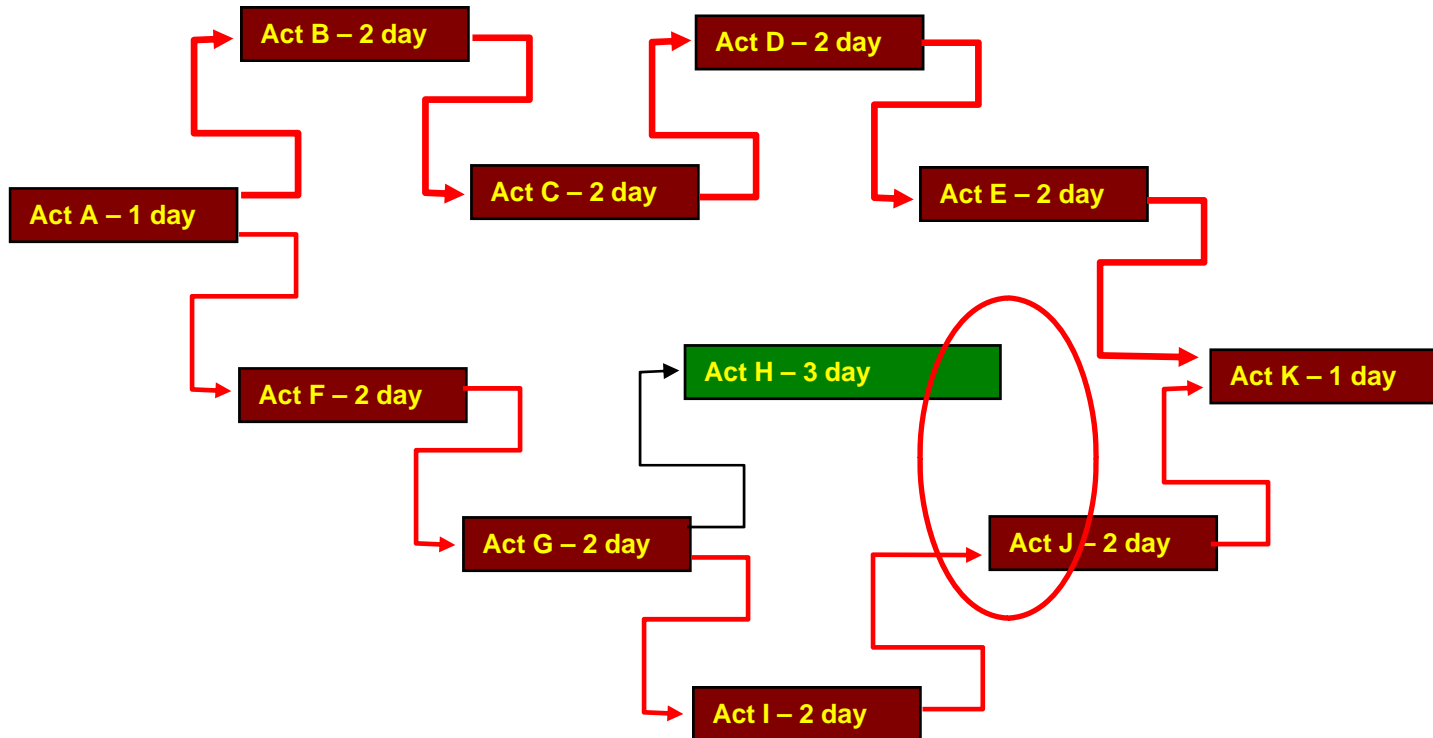 Act B – 2 day
Act D – 2 day
Act C – 2 day
Act E – 2 day
Act A – 1 day
Act H – 3 day
Act K – 1 day
Act F – 2 day
Act G – 2 day
Act J – 2 day
Act I – 2 day